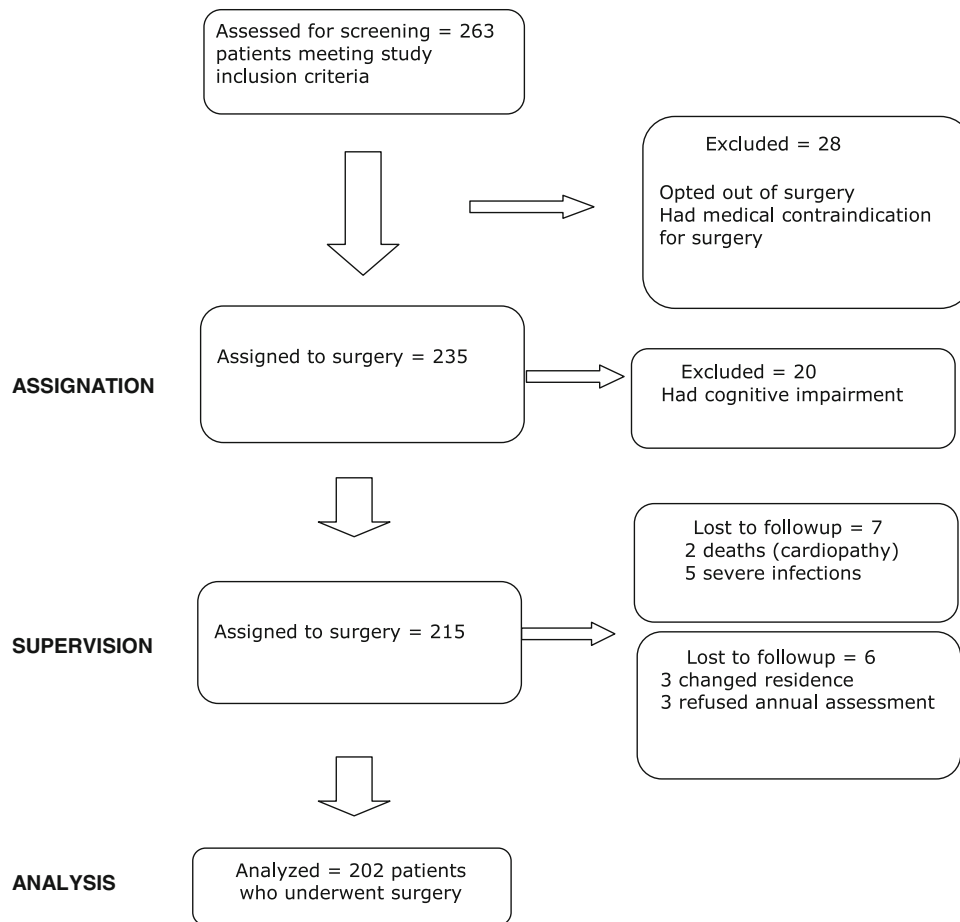 Assessed for screening = 263
patients meeting study
inclusion criteria
Excluded = 28
Opted out of surgery
Had medical contraindication
for surgery
ASSIGNATION
Assigned to surgery = 235
Excluded = 20
Had cognitive impairment
SUPERVISION
Assigned to surgery = 215
Lost to followup = 7
2 deaths (cardiopathy)
5 severe infections
Lost to followup = 6
3 changed residence
3 refused annual assessment
ANALYSIS
Analyzed = 202 patients
who underwent surgery